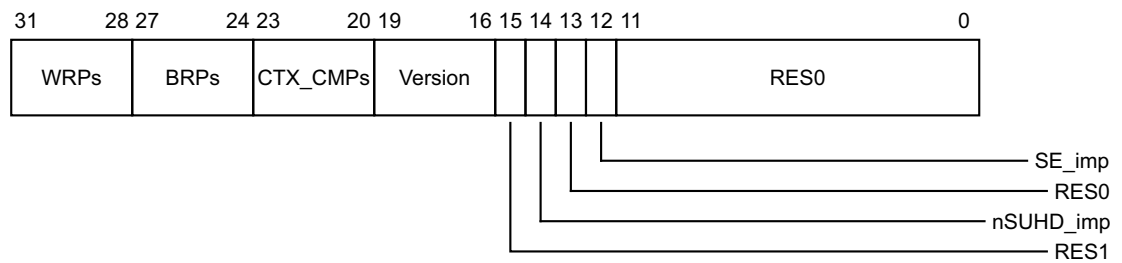 31 28 27 24 23 20 19 16 15 14 13 12 11 0
WRPs BRPs CTX_CMPs Version RES0
SE_imp
RES0
nSUHD_imp
RES1